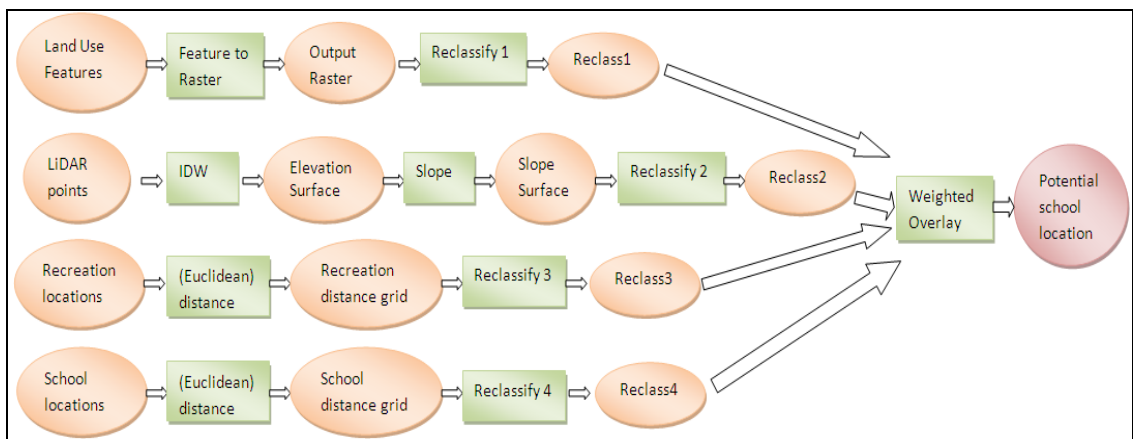 Land Use
Features
Feature to
Raster
Output
Raster
Reclassify 1
Reclass1
LiDAR
points
IDW
Elevation
Surface
Slope
Slope
Surface
Reclassify 2
Reclass2
Weighted
Overlay
Potential
school
location
Recreation
locations
(Euclidean)
distance
Recreation
distance grid
Reclassify 3
Reclass3
School
locations
(Euclidean)
distance
School
distance grid
Reclassify 4
Reclass4